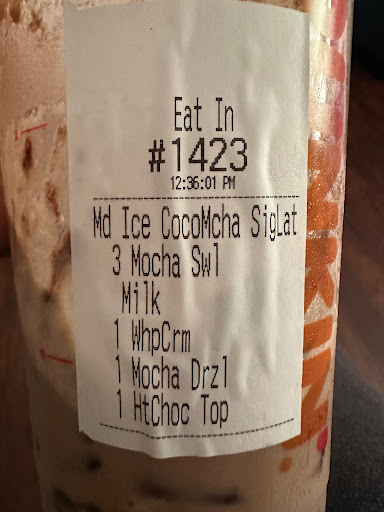 Eat In
#1423
12:36:01 PM
Md Ice CocoMcha SigLat
3 Mocha Swl
Milk
1 WhpCrm
1 Mocha Drzl
1 HtChoc Top
DUNKIN'